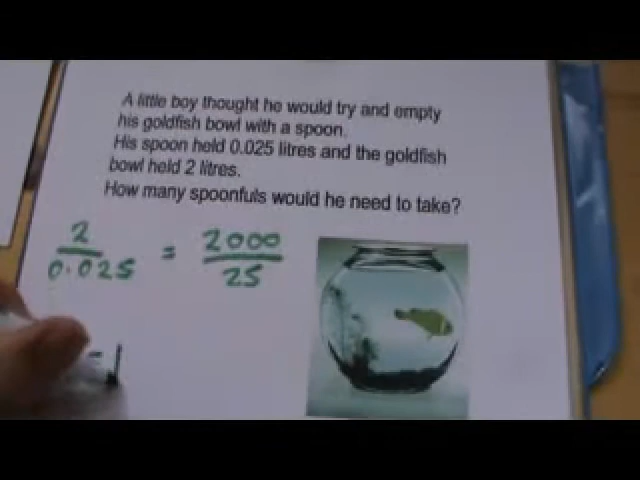 A little boy thought he would try and empty
his goldfish bowl with a spoon.
His spoon held 0.025 litres and the goldfish
bowl held 2 litres.
How many spoonfuls would he need to take?
2/0.025 = 2000/25